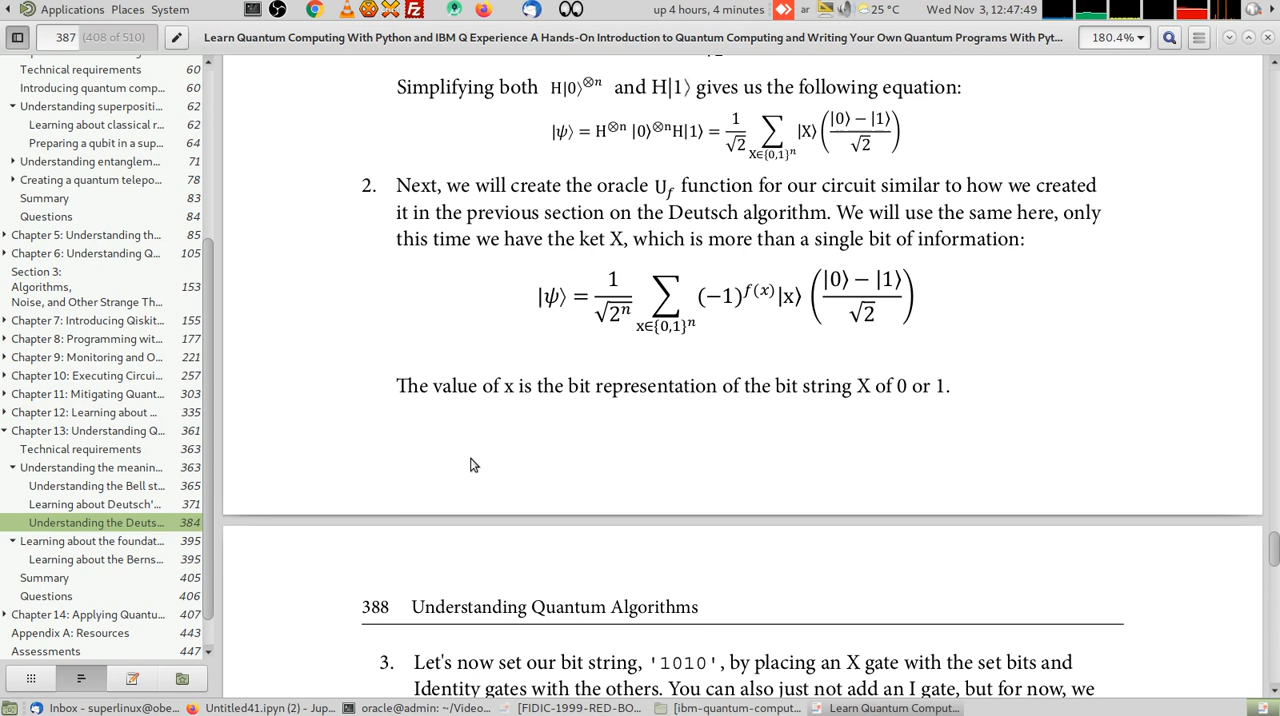 Applications Places System
up 4 hours, 4 minutes ar 25 °C Wed Nov 3, 12:47:49
387 (408 of 510) Learn Quantum Computing With Python and IBM Q Experience A Hands-On Introduction to Quantum Computing and Writing Your Own Quantum Programs With Pyt... 180.4%
Technical requirements 60
Introducing quantum comp... 60
Understanding superpositi... 62
Learning about classical r... 62
Preparing a qubit in a sup... 64
Understanding entanglem... 71
Creating a quantum telepo... 78
Summary 83
Questions 84
Chapter 5: Understanding th... 85
Chapter 6: Understanding Q... 105
Section 3:
Algorithms,
Noise, and Other Strange Th... 153
Chapter 7: Introducing Qiskit... 155
Chapter 8: Programming wit... 177
Chapter 9: Monitoring and O... 221
Chapter 10: Executing Circui... 257
Chapter 11: Mitigating Quant... 303
Chapter 12: Learning about ... 335
Chapter 13: Understanding Q... 361
Technical requirements 363
Understanding the meanin... 363
Understanding the Bell st... 365
Learning about Deutsch'... 371
Understanding the Deuts... 384
Learning about the foundat... 395
Learning about the Berns... 395
Summary 405
Questions 406
Chapter 14: Applying Quantu... 407
Appendix A: Resources 443
Assessments 447
Simplifying both H|0⟩⊗n and H|1⟩ gives us the following equation:
|ψ⟩ = H⊗n |0⟩⊗nH|1⟩ = 1/√2 ∑X∈{0,1}ⁿ |X⟩ ((|0⟩ − |1⟩)/√2)
2. Next, we will create the oracle Uf function for our circuit similar to how we created
it in the previous section on the Deutsch algorithm. We will use the same here, only
this time we have the ket X, which is more than a single bit of information:
|ψ⟩ = 1/√2ⁿ ∑x∈{0,1}ⁿ (−1)^f(x)|x⟩ ((|0⟩ − |1⟩)/√2)
The value of x is the bit representation of the bit string X of 0 or 1.
388 Understanding Quantum Algorithms
3. Let's now set our bit string, '1010', by placing an X gate with the set bits and
Identity gates with the others. You can also just not add an I gate, but for now, we
Inbox - superlinux@obe... Untitled41.ipyn (2) - Jup... oracle@admin: ~/Video... [FIDIC-1999-RED-BO... [ibm-quantum-comput... Learn Quantum Comput...